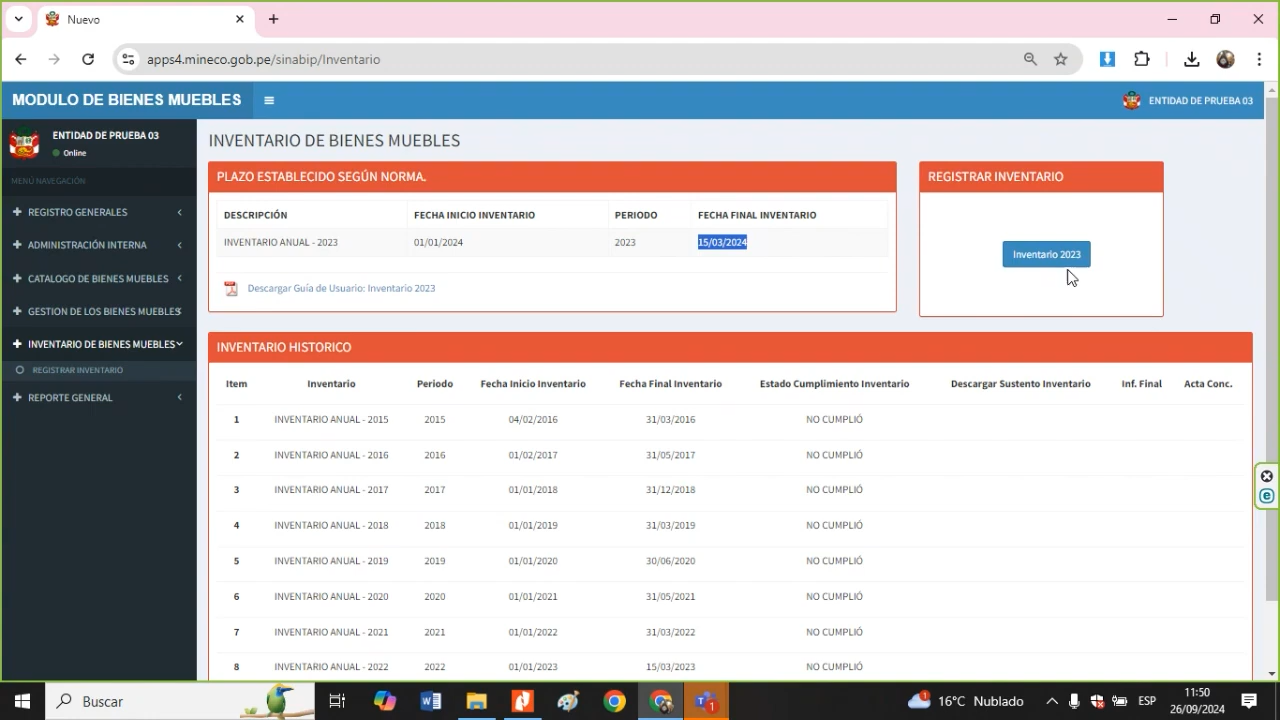 Nuevo
apps4.mineco.gob.pe/sinabip/Inventario
MODULO DE BIENES MUEBLES
ENTIDAD DE PRUEBA 03
ENTIDAD DE PRUEBA 03
Online
MENÚ NAVEGACIÓN
REGISTRO GENERALES
ADMINISTRACIÓN INTERNA
CATALOGO DE BIENES MUEBLES
GESTION DE LOS BIENES MUEBLES
INVENTARIO DE BIENES MUEBLES
REGISTRAR INVENTARIO
REPORTE GENERAL
INVENTARIO DE BIENES MUEBLES
PLAZO ESTABLECIDO SEGÚN NORMA.
DESCRIPCIÓN FECHA INICIO INVENTARIO PERIODO FECHA FINAL INVENTARIO
INVENTARIO ANUAL - 2023 01/01/2024 2023 15/03/2024
Descargar Guía de Usuario: Inventario 2023
REGISTRAR INVENTARIO
Inventario 2023
INVENTARIO HISTORICO
Item Inventario Periodo Fecha Inicio Inventario Fecha Final Inventario Estado Cumplimiento Inventario Descargar Sustento Inventario Inf. Final Acta Conc.
1 INVENTARIO ANUAL - 2015 2015 04/02/2016 31/03/2016 NO CUMPLIÓ
2 INVENTARIO ANUAL - 2016 2016 01/02/2017 31/05/2017 NO CUMPLIÓ
3 INVENTARIO ANUAL - 2017 2017 01/01/2018 31/12/2018 NO CUMPLIÓ
4 INVENTARIO ANUAL - 2018 2018 01/01/2019 31/03/2019 NO CUMPLIÓ
5 INVENTARIO ANUAL - 2019 2019 01/01/2020 30/06/2020 NO CUMPLIÓ
6 INVENTARIO ANUAL - 2020 2020 01/01/2021 31/05/2021 NO CUMPLIÓ
7 INVENTARIO ANUAL - 2021 2021 01/01/2022 31/03/2022 NO CUMPLIÓ
8 INVENTARIO ANUAL - 2022 2022 01/01/2023 15/03/2023 NO CUMPLIÓ
Buscar
1
1
16°C Nublado
ESP
11:50
26/09/2024